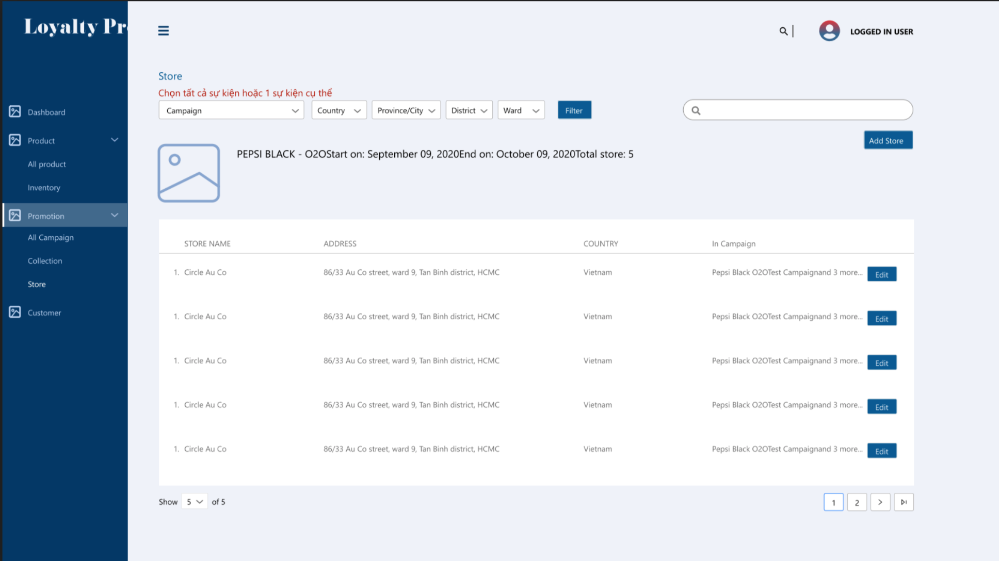 Loyalty Pr
LOGGED IN USER
Dashboard
Product
All product
Inventory
Promotion
All Campaign
Collection
Store
Customer
Store
Chọn tất cả sự kiện hoặc 1 sự kiện cụ thể
Campaign Country Province/City District Ward Filter
Add Store
PEPSI BLACK - O2OStart on: September 09, 2020End on: October 09, 2020Total store: 5
STORE NAME ADDRESS COUNTRY In Campaign
1. Circle Au Co 86/33 Au Co street, ward 9, Tan Binh district, HCMC Vietnam Pepsi Black O2OTest Campaignand 3 more... Edit
1. Circle Au Co 86/33 Au Co street, ward 9, Tan Binh district, HCMC Vietnam Pepsi Black O2OTest Campaignand 3 more... Edit
1. Circle Au Co 86/33 Au Co street, ward 9, Tan Binh district, HCMC Vietnam Pepsi Black O2OTest Campaignand 3 more... Edit
1. Circle Au Co 86/33 Au Co street, ward 9, Tan Binh district, HCMC Vietnam Pepsi Black O2OTest Campaignand 3 more... Edit
1. Circle Au Co 86/33 Au Co street, ward 9, Tan Binh district, HCMC Vietnam Pepsi Black O2OTest Campaignand 3 more... Edit
Show 5 of 5 1 2